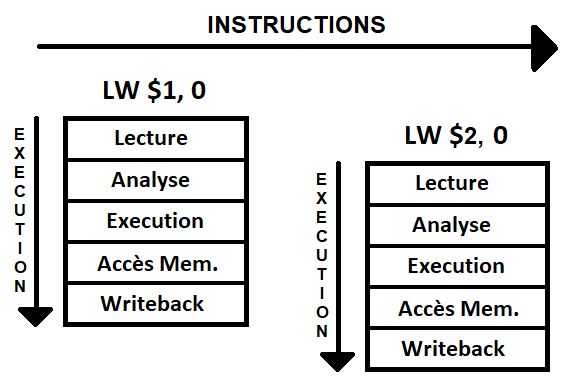 INSTRUCTIONS
LW $1, 0
EXECUTION
Lecture
Analyse
Execution
Accès Mem.
Writeback
LW $2, 0
EXECUTION
Lecture
Analyse
Execution
Accès Mem.
Writeback